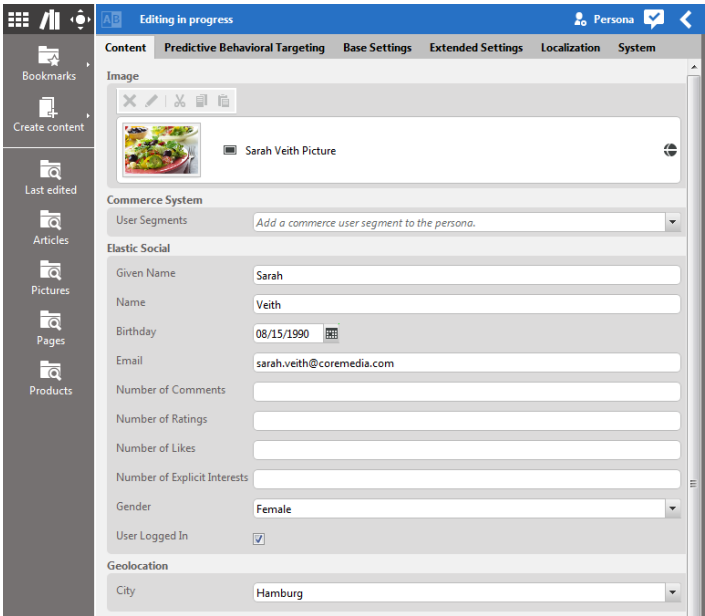 AB Editing in progress Persona
Content Predictive Behavioral Targeting Base Settings Extended Settings Localization System
Bookmarks
Create content
Last edited
Articles
Pictures
Pages
Products
Image
Sarah Veith Picture
Commerce System
User Segments Add a commerce user segment to the persona.
Elastic Social
Given Name Sarah
Name Veith
Birthday 08/15/1990
Email sarah.veith@coremedia.com
Number of Comments
Number of Ratings
Number of Likes
Number of Explicit Interests
Gender Female
User Logged In
Geolocation
City Hamburg